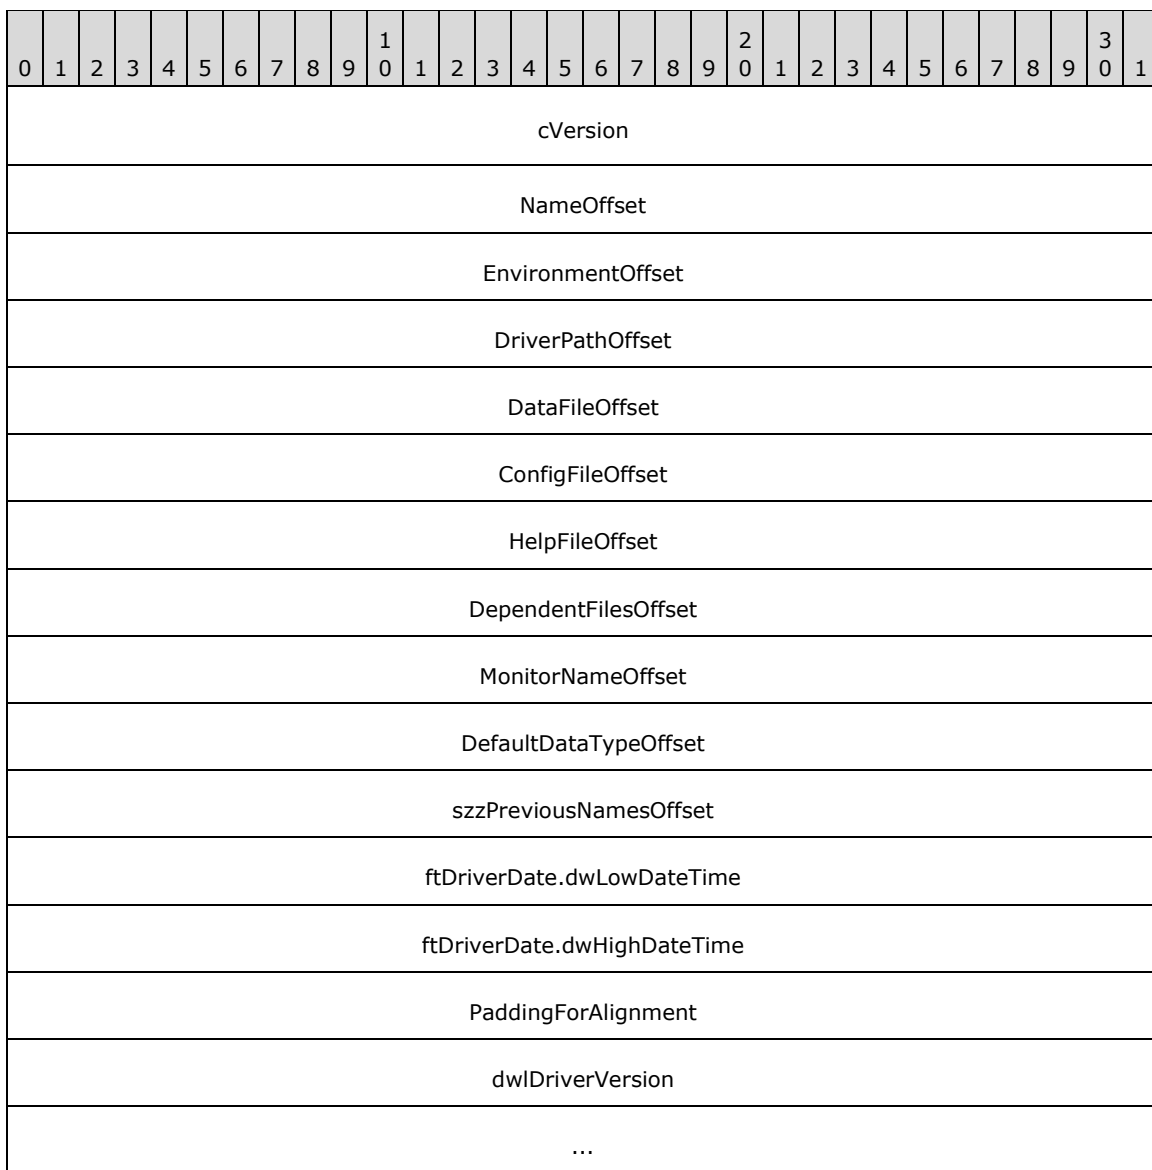 1 2 3
0 1 2 3 4 5 6 7 8 9 0 1 2 3 4 5 6 7 8 9 0 1 2 3 4 5 6 7 8 9 0 1
cVersion
NameOffset
EnvironmentOffset
DriverPathOffset
DataFileOffset
ConfigFileOffset
HelpFileOffset
DependentFilesOffset
MonitorNameOffset
DefaultDataTypeOffset
szzPreviousNamesOffset
ftDriverDate.dwLowDateTime
ftDriverDate.dwHighDateTime
PaddingForAlignment
dwlDriverVersion
...